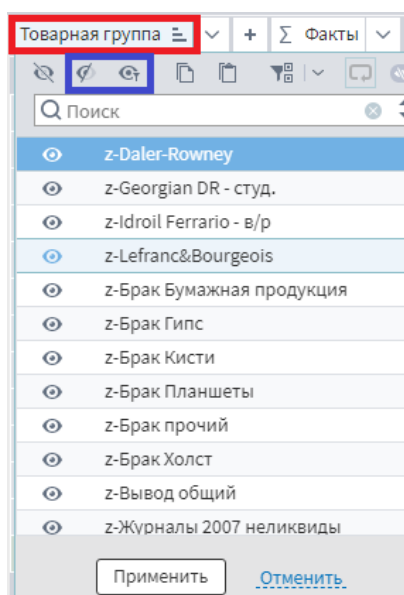 Товарная группа + Σ Факты
Поиск
z-Daler-Rowney
z-Georgian DR - студ.
z-Idroil Ferrario - в/р
z-Lefranc&Bourgeois
z-Брак Бумажная продукция
z-Брак Гипс
z-Брак Кисти
z-Брак Планшеты
z-Брак прочий
z-Брак Холст
z-Вывод общий
z-Журналы 2007 неликвиды
Применить Отменить